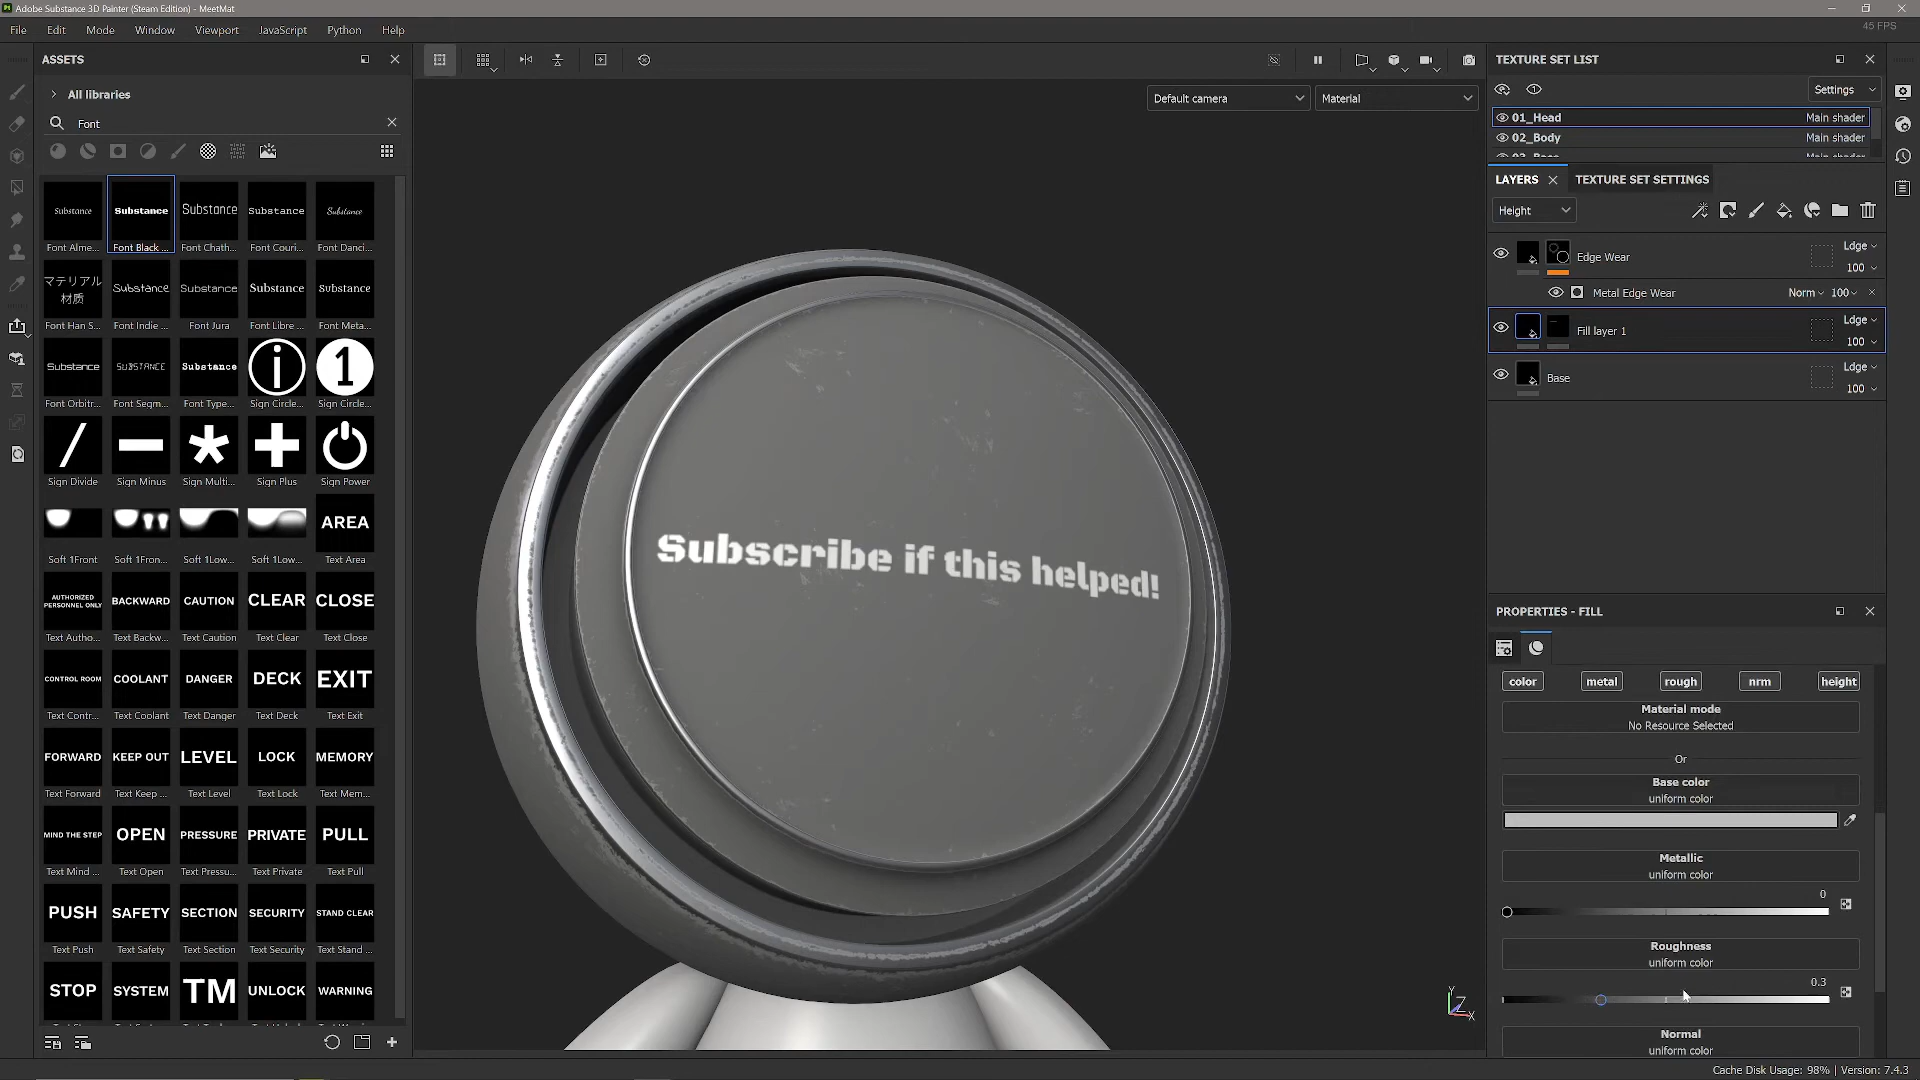 Adobe Substance 3D Painter (Steam Edition) - MeetMat
File Edit Mode Window Viewport JavaScript Python Help
45 FPS
ASSETS
All libraries
Font
Substance Substance Substance Substance Substance
Font Alme... Font Black ... Font Chath... Font Couri... Font Danci...
マテリアル
材质
Substance Substance Substance Substance
Font Han S... Font Indie ... Font Jura Font Libre ... Font Meta...
Substance SUBSTANCE Substance i 1
Font Orbitr... Font Segm... Font Type... Sign Circle... Sign Circle...
Sign Divide Sign Minus Sign Multi... Sign Plus Sign Power
AREA
Soft 1Front Soft 1Fron... Soft 1Low... Soft 1Low... Text Area
AUTHORIZED
PERSONNEL ONLY
BACKWARD CAUTION CLEAR CLOSE
Text Autho... Text Backw... Text Caution Text Clear Text Close
CONTROL ROOM COOLANT DANGER DECK EXIT
Text Contr... Text Coolant Text Danger Text Deck Text Exit
FORWARD KEEP OUT LEVEL LOCK MEMORY
Text Forward Text Keep ... Text Level Text Lock Text Mem...
MIND THE STEP OPEN PRESSURE PRIVATE PULL
Text Mind ... Text Open Text Pressu... Text Private Text Pull
PUSH SAFETY SECTION SECURITY STAND CLEAR
Text Push Text Safety Text Section Text Security Text Stand ...
STOP SYSTEM TM UNLOCK WARNING
Default camera
Material
Subscribe if this helped!
Y
Z
X
TEXTURE SET LIST
Settings
01_Head Main shader
02_Body Main shader
LAYERS TEXTURE SET SETTINGS
Height
Edge Wear Ldge
100
Metal Edge Wear Norm 100
Fill layer 1 Ldge
100
Base Ldge
100
PROPERTIES - FILL
color metal rough nrm height
Material mode
No Resource Selected
Or
Base color
uniform color
Metallic
uniform color
0
Roughness
uniform color
0.3
Normal
uniform color
Cache Disk Usage: 98% | Version: 7.4.3